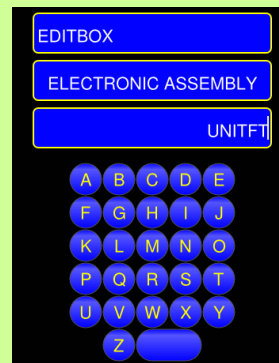 EDITBOX
ELECTRONIC ASSEMBLY
UNITFT
A B C D E
F G H I J
K L M N O
P Q R S T
U V W X Y
Z